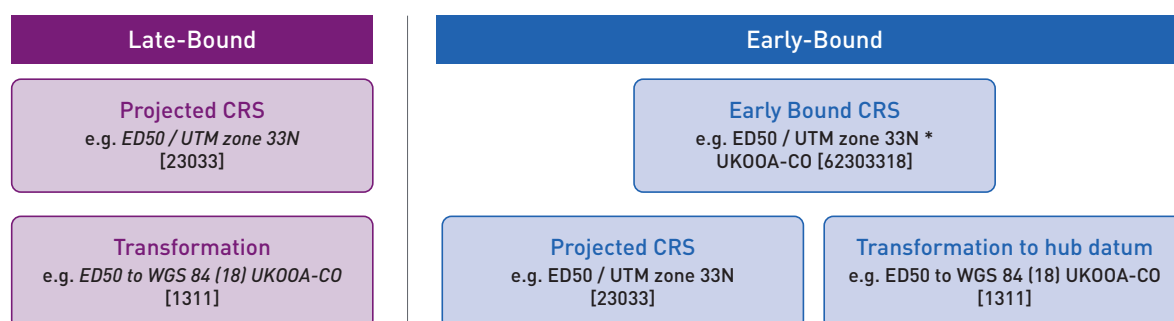 Late-Bound
Projected CRS
e.g. ED50 / UTM zone 33N
[23033]
Transformation
e.g. ED50 to WGS 84 (18) UKOOA-CO
[1311]
Early-Bound
Early Bound CRS
e.g. ED50 / UTM zone 33N *
UKOOA-CO [62303318]
Projected CRS
e.g. ED50 / UTM zone 33N
[23033]
Transformation to hub datum
e.g. ED50 to WGS 84 (18) UKOOA-CO
[1311]